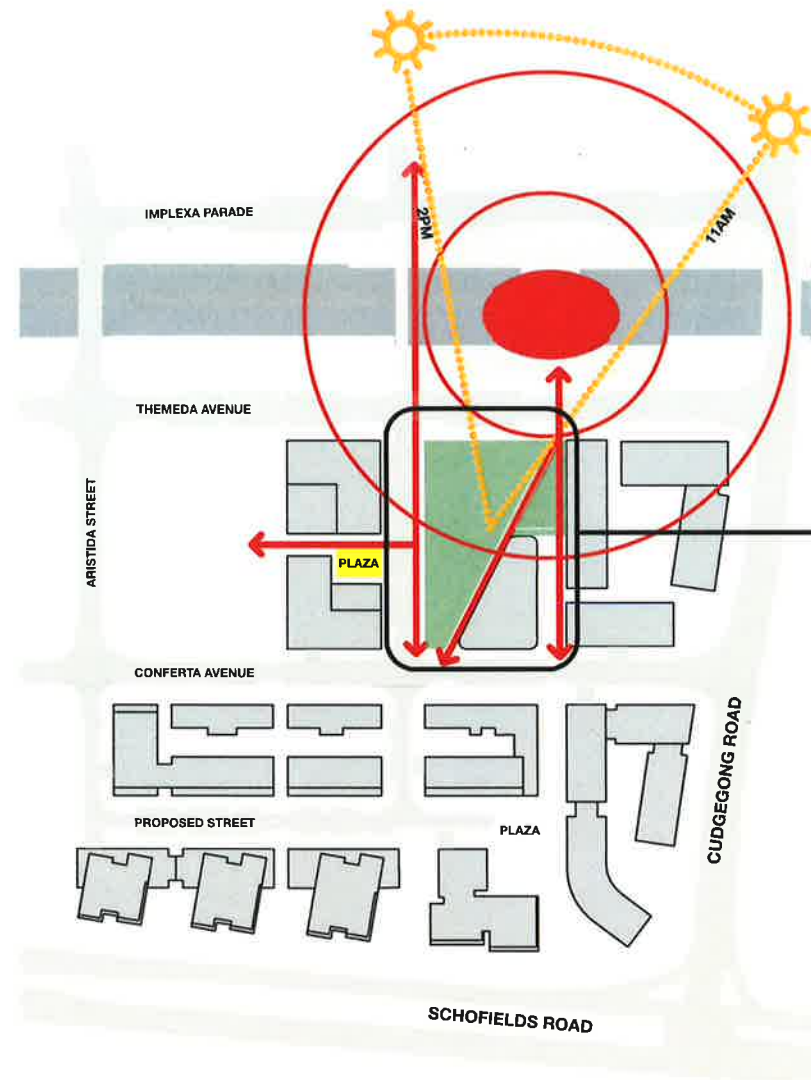 2PM
11AM
IMPLEXA PARADE
THEMEDA AVENUE
ARISTIDA STREET
PLAZA
CONFERTA AVENUE
CUDGEGONG ROAD
PROPOSED STREET
PLAZA
SCHOFIELDS ROAD